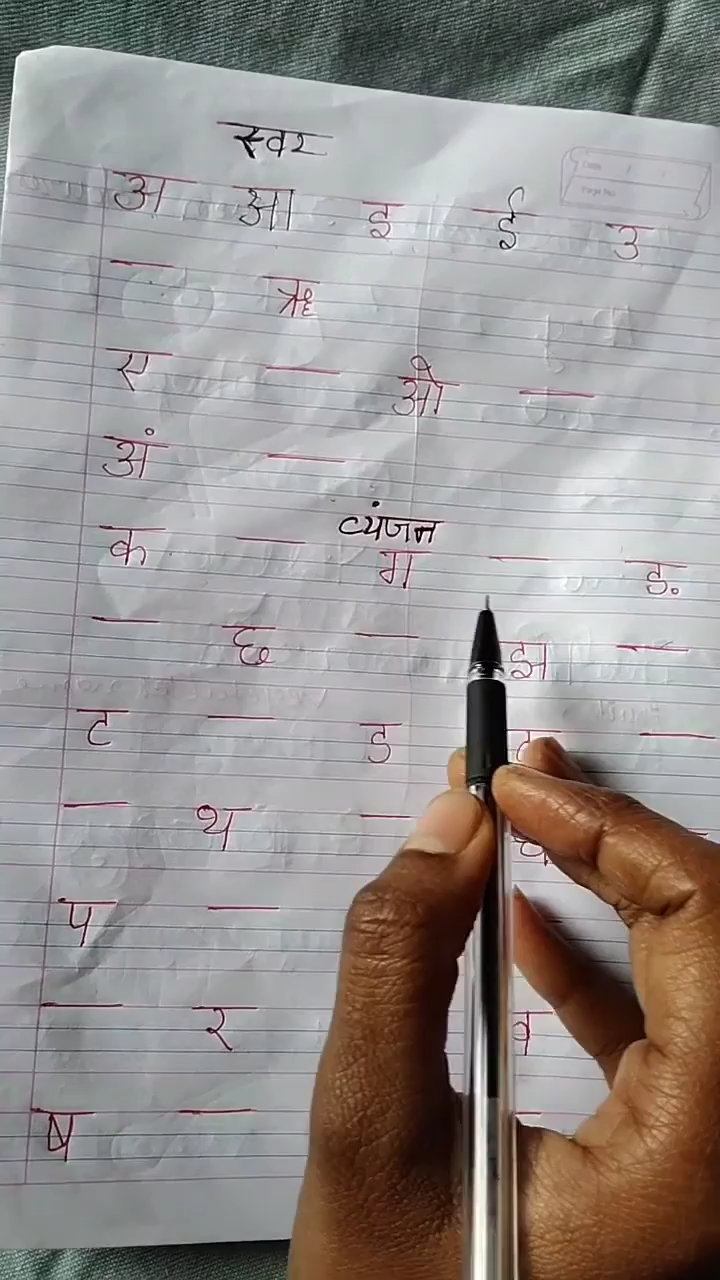 स्वर
अ आ इ ई उ
ऋ
ए ओ
अं
व्यंजन
क ग ङ
छ झ
ट ड ढ
थ ध
प
र व
ष